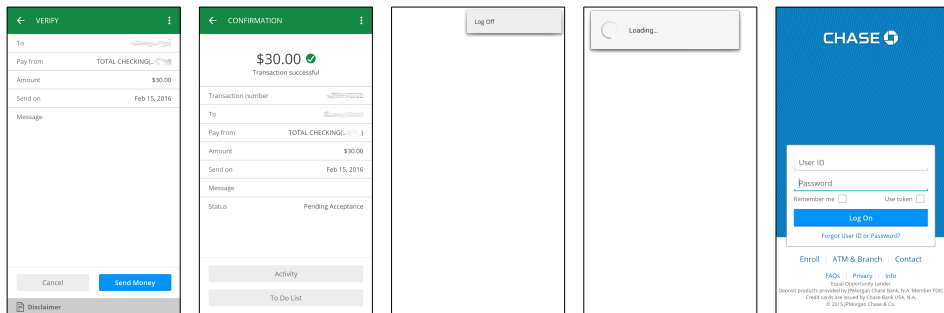 VERIFY
To
Pay from TOTAL CHECKING(..
Amount $30.00
Send on Feb 15, 2016
Message
Cancel Send Money
Disclaimer
CONFIRMATION
$30.00
Transaction successful
Transaction number
To
Pay from TOTAL CHECKING(.. )
Amount $30.00
Send on Feb 15, 2016
Message
Status Pending Acceptance
Activity
To Do List
Log Off
Loading...
CHASE
User ID
Password
Remember me Use token
Log On
Forgot User ID or Password?
Enroll | ATM & Branch | Contact
FAQs | Privacy | Info
Equal Opportunity Lender
Deposit products provided by JPMorgan Chase Bank, N.A. Member FDIC
Credit cards are issued by Chase Bank USA, N.A.
© 2015 JPMorgan Chase & Co.